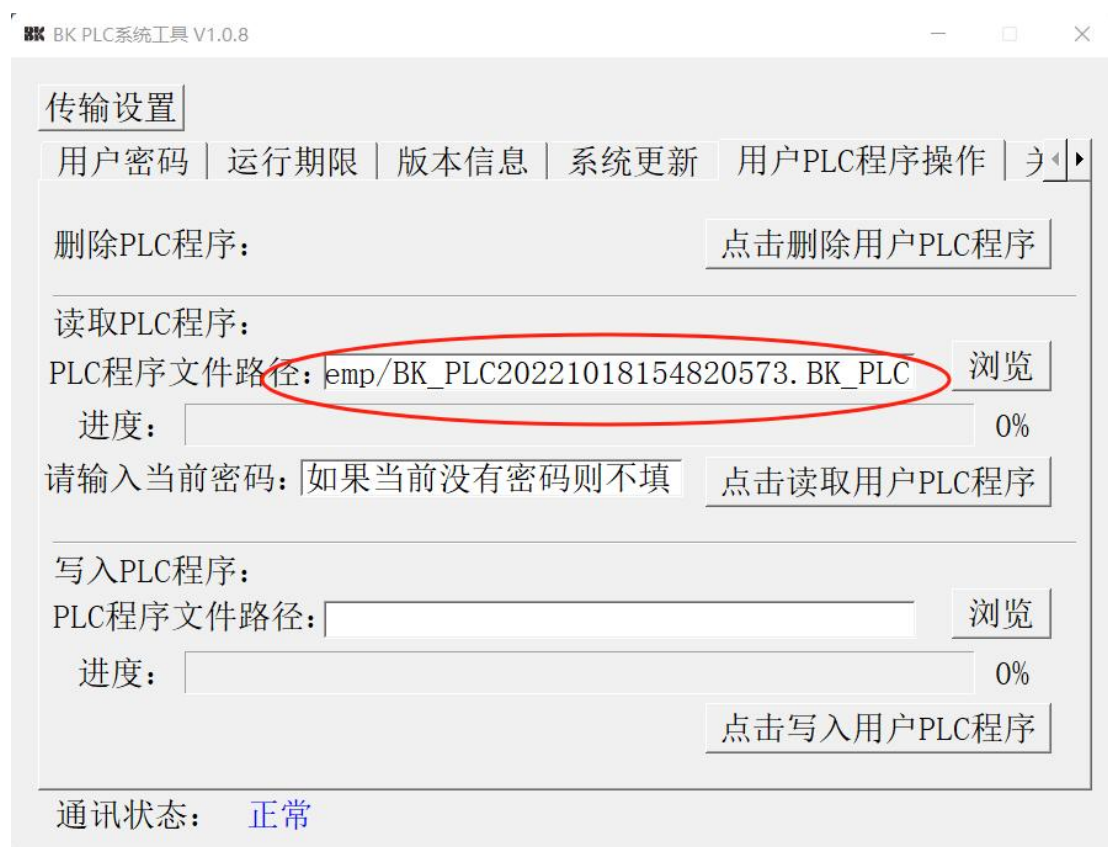 BK BK PLC系统工具 V1.0.8
传输设置
用户密码 运行期限 版本信息 系统更新 用户PLC程序操作
删除PLC程序: 点击删除用户PLC程序
读取PLC程序:
PLC程序文件路径: emp/BK_PLC20221018154820573.BK_PLC 浏览
进度: 0%
请输入当前密码: 如果当前没有密码则不填 点击读取用户PLC程序
写入PLC程序:
PLC程序文件路径: 浏览
进度: 0%
点击写入用户PLC程序
通讯状态: 正常